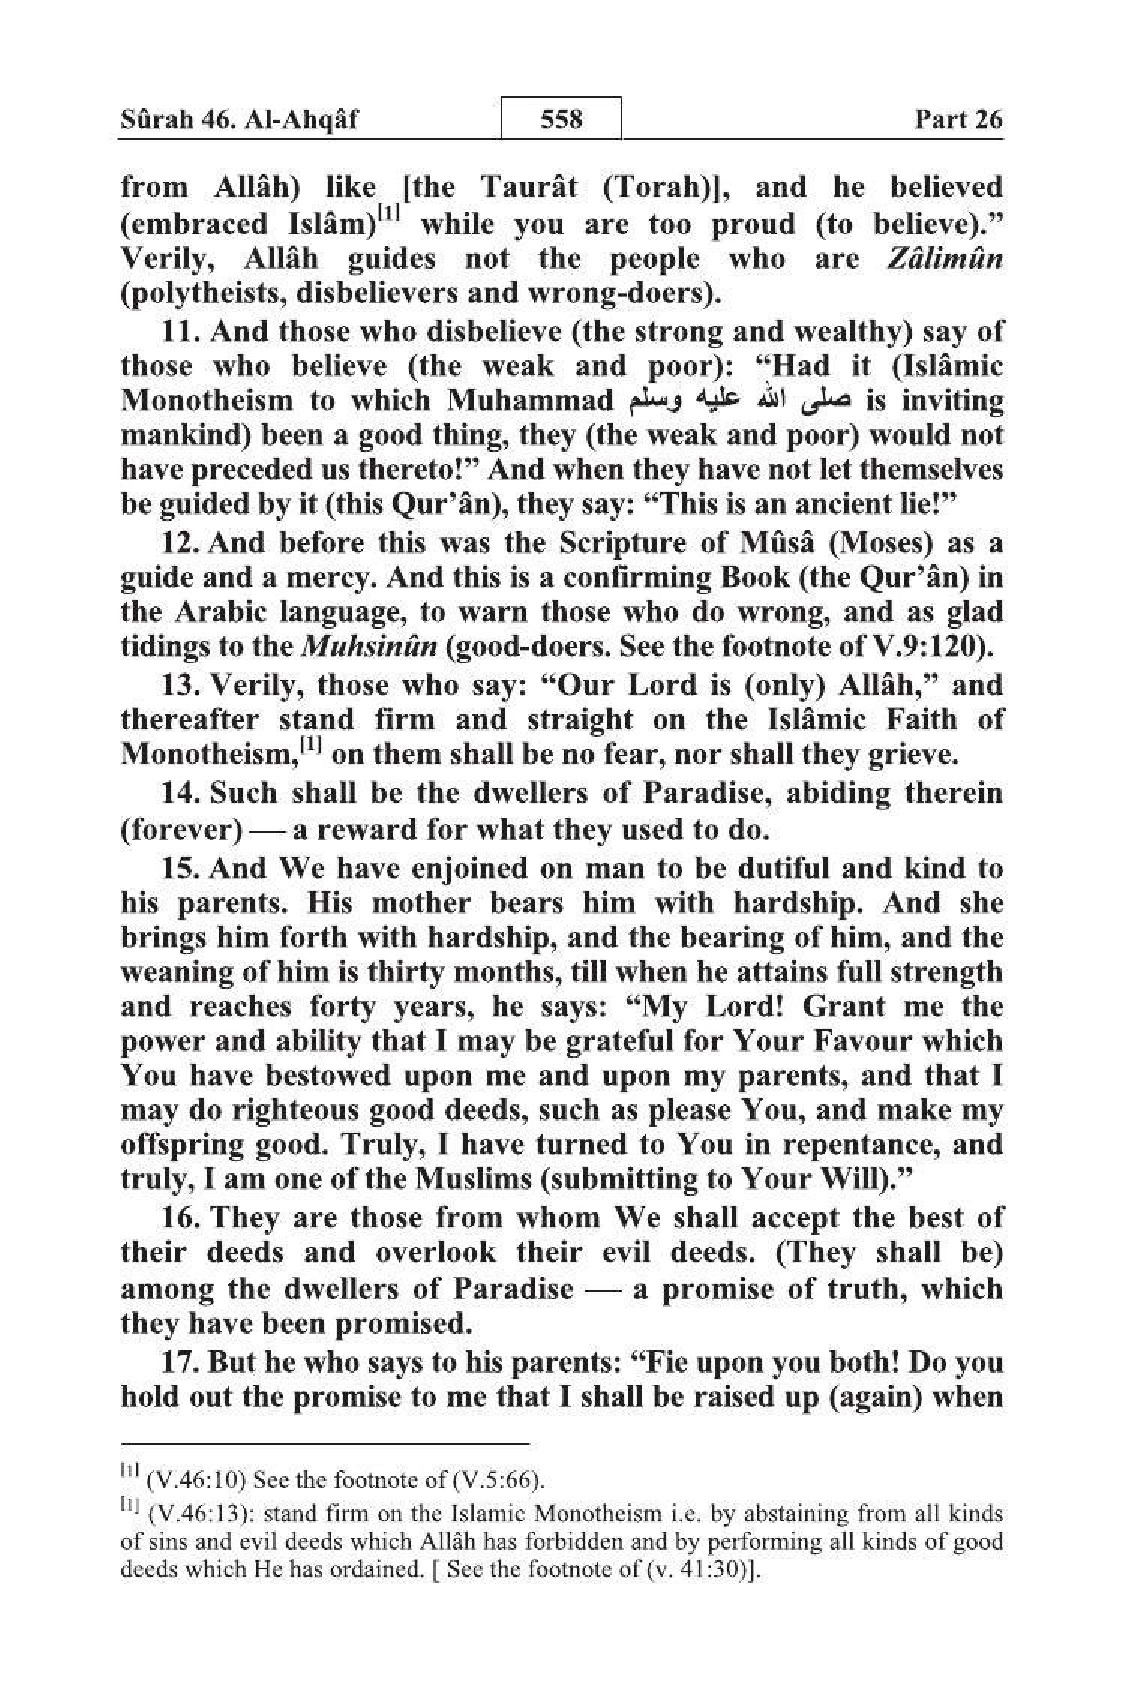 Sûrah 46. Al-Ahqâf 558 Part 26
from Allâh) like [the Taurât (Torah)], and he believed
(embraced Islâm)[1] while you are too proud (to believe).”
Verily, Allâh guides not the people who are Zâlimûn
(polytheists, disbelievers and wrong-doers).
11. And those who disbelieve (the strong and wealthy) say of
those who believe (the weak and poor): “Had it (Islâmic
Monotheism to which Muhammad صلى الله عليه وسلم is inviting
mankind) been a good thing, they (the weak and poor) would not
have preceded us thereto!” And when they have not let themselves
be guided by it (this Qur’ân), they say: “This is an ancient lie!”
12. And before this was the Scripture of Mûsâ (Moses) as a
guide and a mercy. And this is a confirming Book (the Qur’ân) in
the Arabic language, to warn those who do wrong, and as glad
tidings to the Muhsinûn (good-doers. See the footnote of V.9:120).
13. Verily, those who say: “Our Lord is (only) Allâh,” and
thereafter stand firm and straight on the Islâmic Faith of
Monotheism,[1] on them shall be no fear, nor shall they grieve.
14. Such shall be the dwellers of Paradise, abiding therein
(forever) — a reward for what they used to do.
15. And We have enjoined on man to be dutiful and kind to
his parents. His mother bears him with hardship. And she
brings him forth with hardship, and the bearing of him, and the
weaning of him is thirty months, till when he attains full strength
and reaches forty years, he says: “My Lord! Grant me the
power and ability that I may be grateful for Your Favour which
You have bestowed upon me and upon my parents, and that I
may do righteous good deeds, such as please You, and make my
offspring good. Truly, I have turned to You in repentance, and
truly, I am one of the Muslims (submitting to Your Will).”
16. They are those from whom We shall accept the best of
their deeds and overlook their evil deeds. (They shall be)
among the dwellers of Paradise — a promise of truth, which
they have been promised.
17. But he who says to his parents: “Fie upon you both! Do you
hold out the promise to me that I shall be raised up (again) when
[1] (V.46:10) See the footnote of (V.5:66).
[1] (V.46:13): stand firm on the Islamic Monotheism i.e. by abstaining from all kinds
of sins and evil deeds which Allâh has forbidden and by performing all kinds of good
deeds which He has ordained. [ See the footnote of (v. 41:30)].